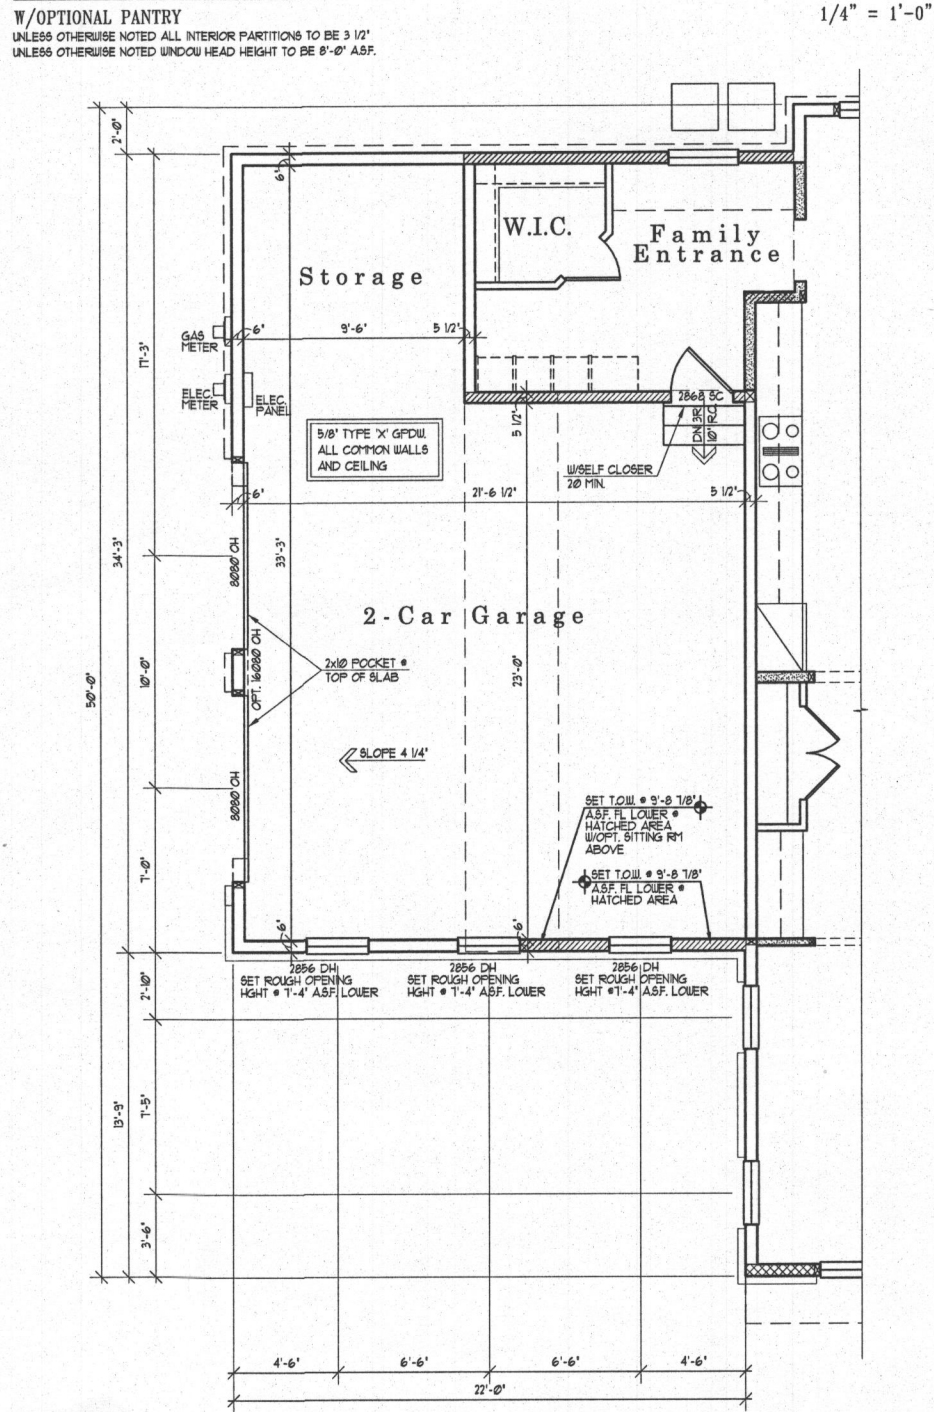 W/OPTIONAL PANTRY
1/4" = 1'-0"
UNLESS OTHERWISE NOTED ALL INTERIOR PARTITIONS TO BE 3 1/2"
UNLESS OTHERWISE NOTED WINDOW HEAD HEIGHT TO BE 8'-0" A.S.F.
2'-0"
6"
W.I.C.
Family
Entrance
Storage
GAS
METER
6"
9'-6"
5 1/2"
17'-3"
ELEC.
METER
ELEC.
PANEL
2868 SC
5/8" TYPE 'X' GPDW.
ALL COMMON WALLS
AND CEILING
5 1/2"
DN 3R
10" R.C.
W/SELF CLOSER
20 MIN.
6"
21'-6 1/2"
5 1/2"
34'-3"
8080 OH
33'-3"
2-Car Garage
50'-0"
10'-0"
OPT. 16080 OH
2x10 POCKET @
TOP OF SLAB
23'-0"
SLOPE 4 1/4"
8080 OH
7'-0"
SET T.O.W. @ 9'-8 7/8"
A.S.F. FL LOWER @
HATCHED AREA
W/OPT. SITTING RM
ABOVE
SET T.O.W. @ 9'-8 7/8"
A.S.F. FL LOWER @
HATCHED AREA
6"
6"
2856 DH
SET ROUGH OPENING
HGHT @ 7'-4" A.S.F. LOWER
2856 DH
SET ROUGH OPENING
HGHT @ 7'-4" A.S.F. LOWER
2856 DH
SET ROUGH OPENING
HGHT @ 7'-4" A.S.F. LOWER
2'-10"
13'-9"
7'-5"
3'-6"
4'-6"
6'-6"
6'-6"
4'-6"
22'-0"